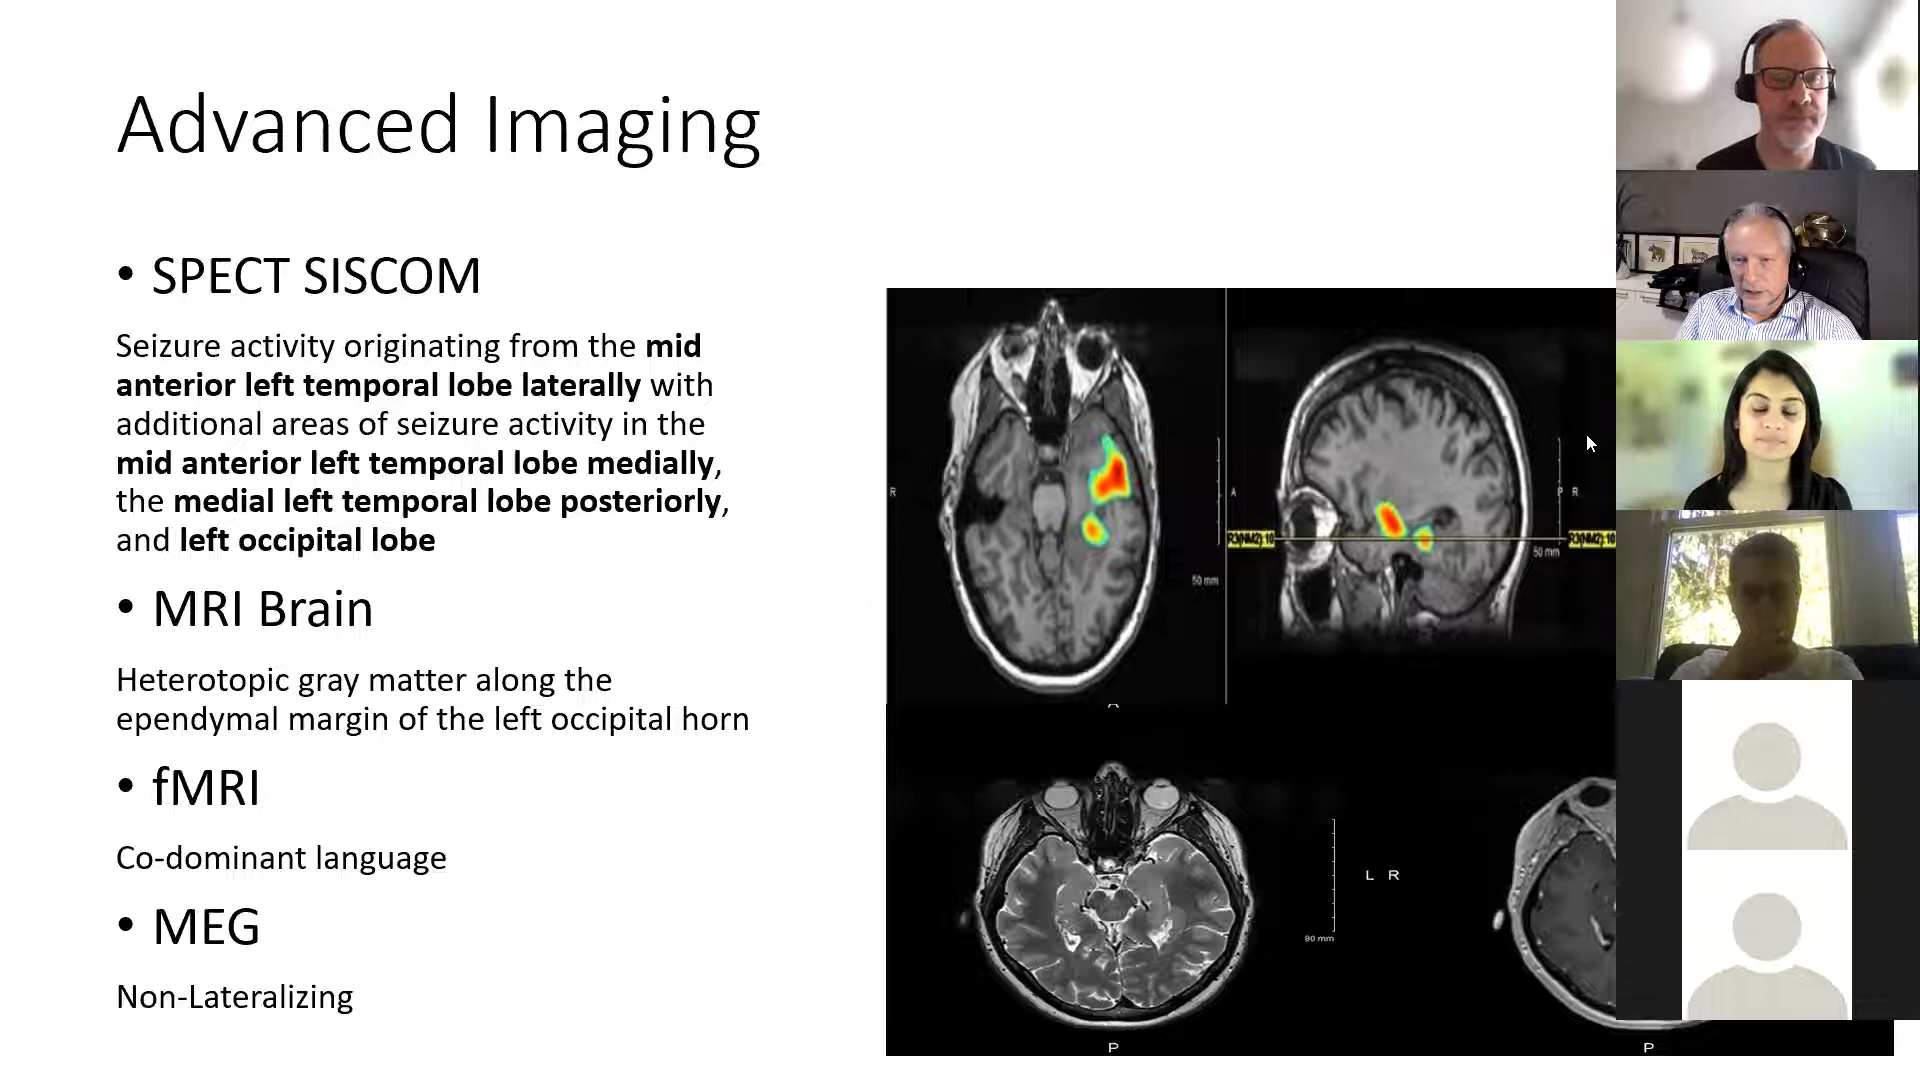 Advanced Imaging
• SPECT SISCOM
Seizure activity originating from the mid
anterior left temporal lobe laterally with
additional areas of seizure activity in the
mid anterior left temporal lobe medially,
the medial left temporal lobe posteriorly,
and left occipital lobe
• MRI Brain
Heterotopic gray matter along the
ependymal margin of the left occipital horn
• fMRI
Co-dominant language
• MEG
Non-Lateralizing
R
50 mm
A
P R
50 mm
L R
80 mm
P
P